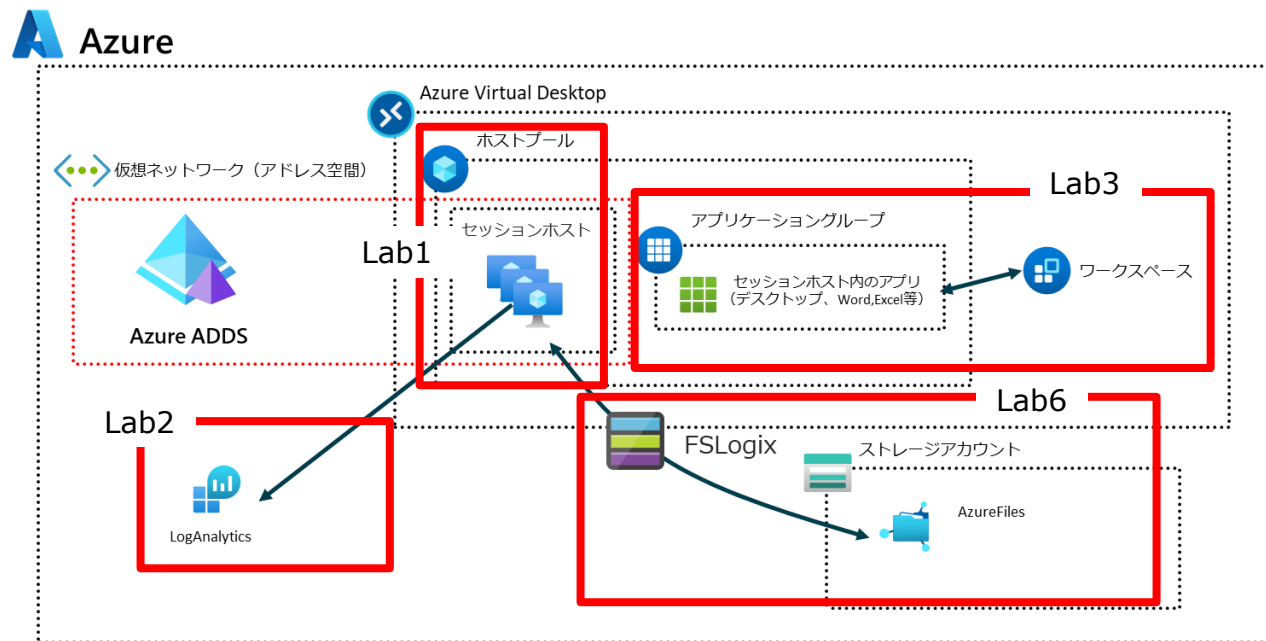 Azure
Azure Virtual Desktop
ホストプール
仮想ネットワーク（アドレス空間）
Lab3
アプリケーショングループ
セッションホスト
Lab1
ワークスペース
セッションホスト内のアプリ
（デスクトップ、Word,Excel等）
Azure ADDS
Lab6
Lab2
FSLogix
ストレージアカウント
AzureFiles
LogAnalytics